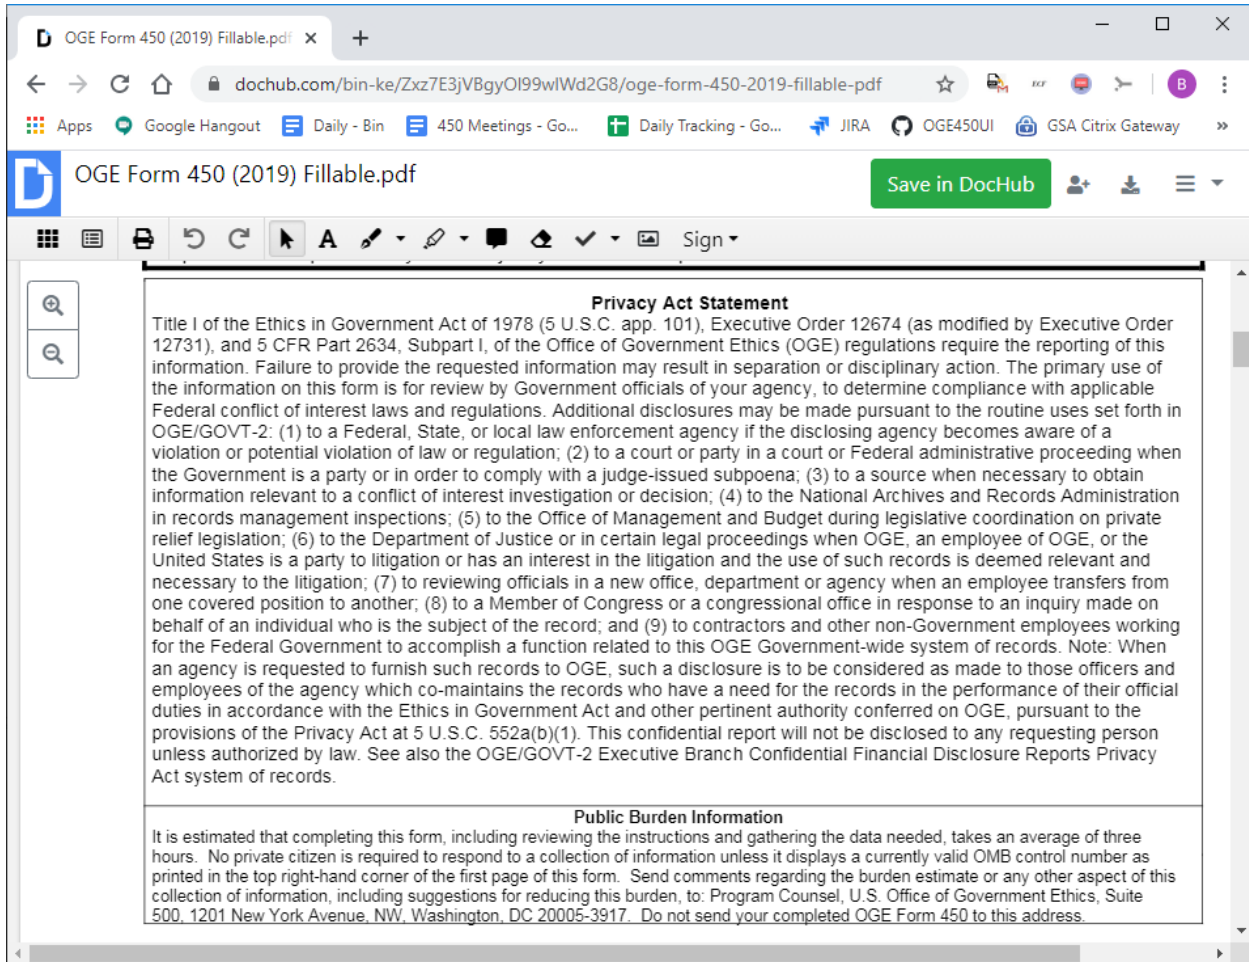 OGE Form 450 (2019) Fillable.pdf
dochub.com/bin-ke/Zxz7E3jVBgyOl99wlWd2G8/oge-form-450-2019-fillable-pdf
B
Apps Google Hangout Daily - Bin 450 Meetings - Go... Daily Tracking - Go... JIRA OGE450UI GSA Citrix Gateway »
OGE Form 450 (2019) Fillable.pdf
Save in DocHub
A Sign
Privacy Act Statement
Title I of the Ethics in Government Act of 1978 (5 U.S.C. app. 101), Executive Order 12674 (as modified by Executive Order
12731), and 5 CFR Part 2634, Subpart I, of the Office of Government Ethics (OGE) regulations require the reporting of this
information. Failure to provide the requested information may result in separation or disciplinary action. The primary use of
the information on this form is for review by Government officials of your agency, to determine compliance with applicable
Federal conflict of interest laws and regulations. Additional disclosures may be made pursuant to the routine uses set forth in
OGE/GOVT-2: (1) to a Federal, State, or local law enforcement agency if the disclosing agency becomes aware of a
violation or potential violation of law or regulation; (2) to a court or party in a court or Federal administrative proceeding when
the Government is a party or in order to comply with a judge-issued subpoena; (3) to a source when necessary to obtain
information relevant to a conflict of interest investigation or decision; (4) to the National Archives and Records Administration
in records management inspections; (5) to the Office of Management and Budget during legislative coordination on private
relief legislation; (6) to the Department of Justice or in certain legal proceedings when OGE, an employee of OGE, or the
United States is a party to litigation or has an interest in the litigation and the use of such records is deemed relevant and
necessary to the litigation; (7) to reviewing officials in a new office, department or agency when an employee transfers from
one covered position to another; (8) to a Member of Congress or a congressional office in response to an inquiry made on
behalf of an individual who is the subject of the record; and (9) to contractors and other non-Government employees working
for the Federal Government to accomplish a function related to this OGE Government-wide system of records. Note: When
an agency is requested to furnish such records to OGE, such a disclosure is to be considered as made to those officers and
employees of the agency which co-maintains the records who have a need for the records in the performance of their official
duties in accordance with the Ethics in Government Act and other pertinent authority conferred on OGE, pursuant to the
provisions of the Privacy Act at 5 U.S.C. 552a(b)(1). This confidential report will not be disclosed to any requesting person
unless authorized by law. See also the OGE/GOVT-2 Executive Branch Confidential Financial Disclosure Reports Privacy
Act system of records.
Public Burden Information
It is estimated that completing this form, including reviewing the instructions and gathering the data needed, takes an average of three
hours. No private citizen is required to respond to a collection of information unless it displays a currently valid OMB control number as
printed in the top right-hand corner of the first page of this form. Send comments regarding the burden estimate or any other aspect of this
collection of information, including suggestions for reducing this burden, to: Program Counsel, U.S. Office of Government Ethics, Suite
500, 1201 New York Avenue, NW, Washington, DC 20005-3917. Do not send your completed OGE Form 450 to this address.